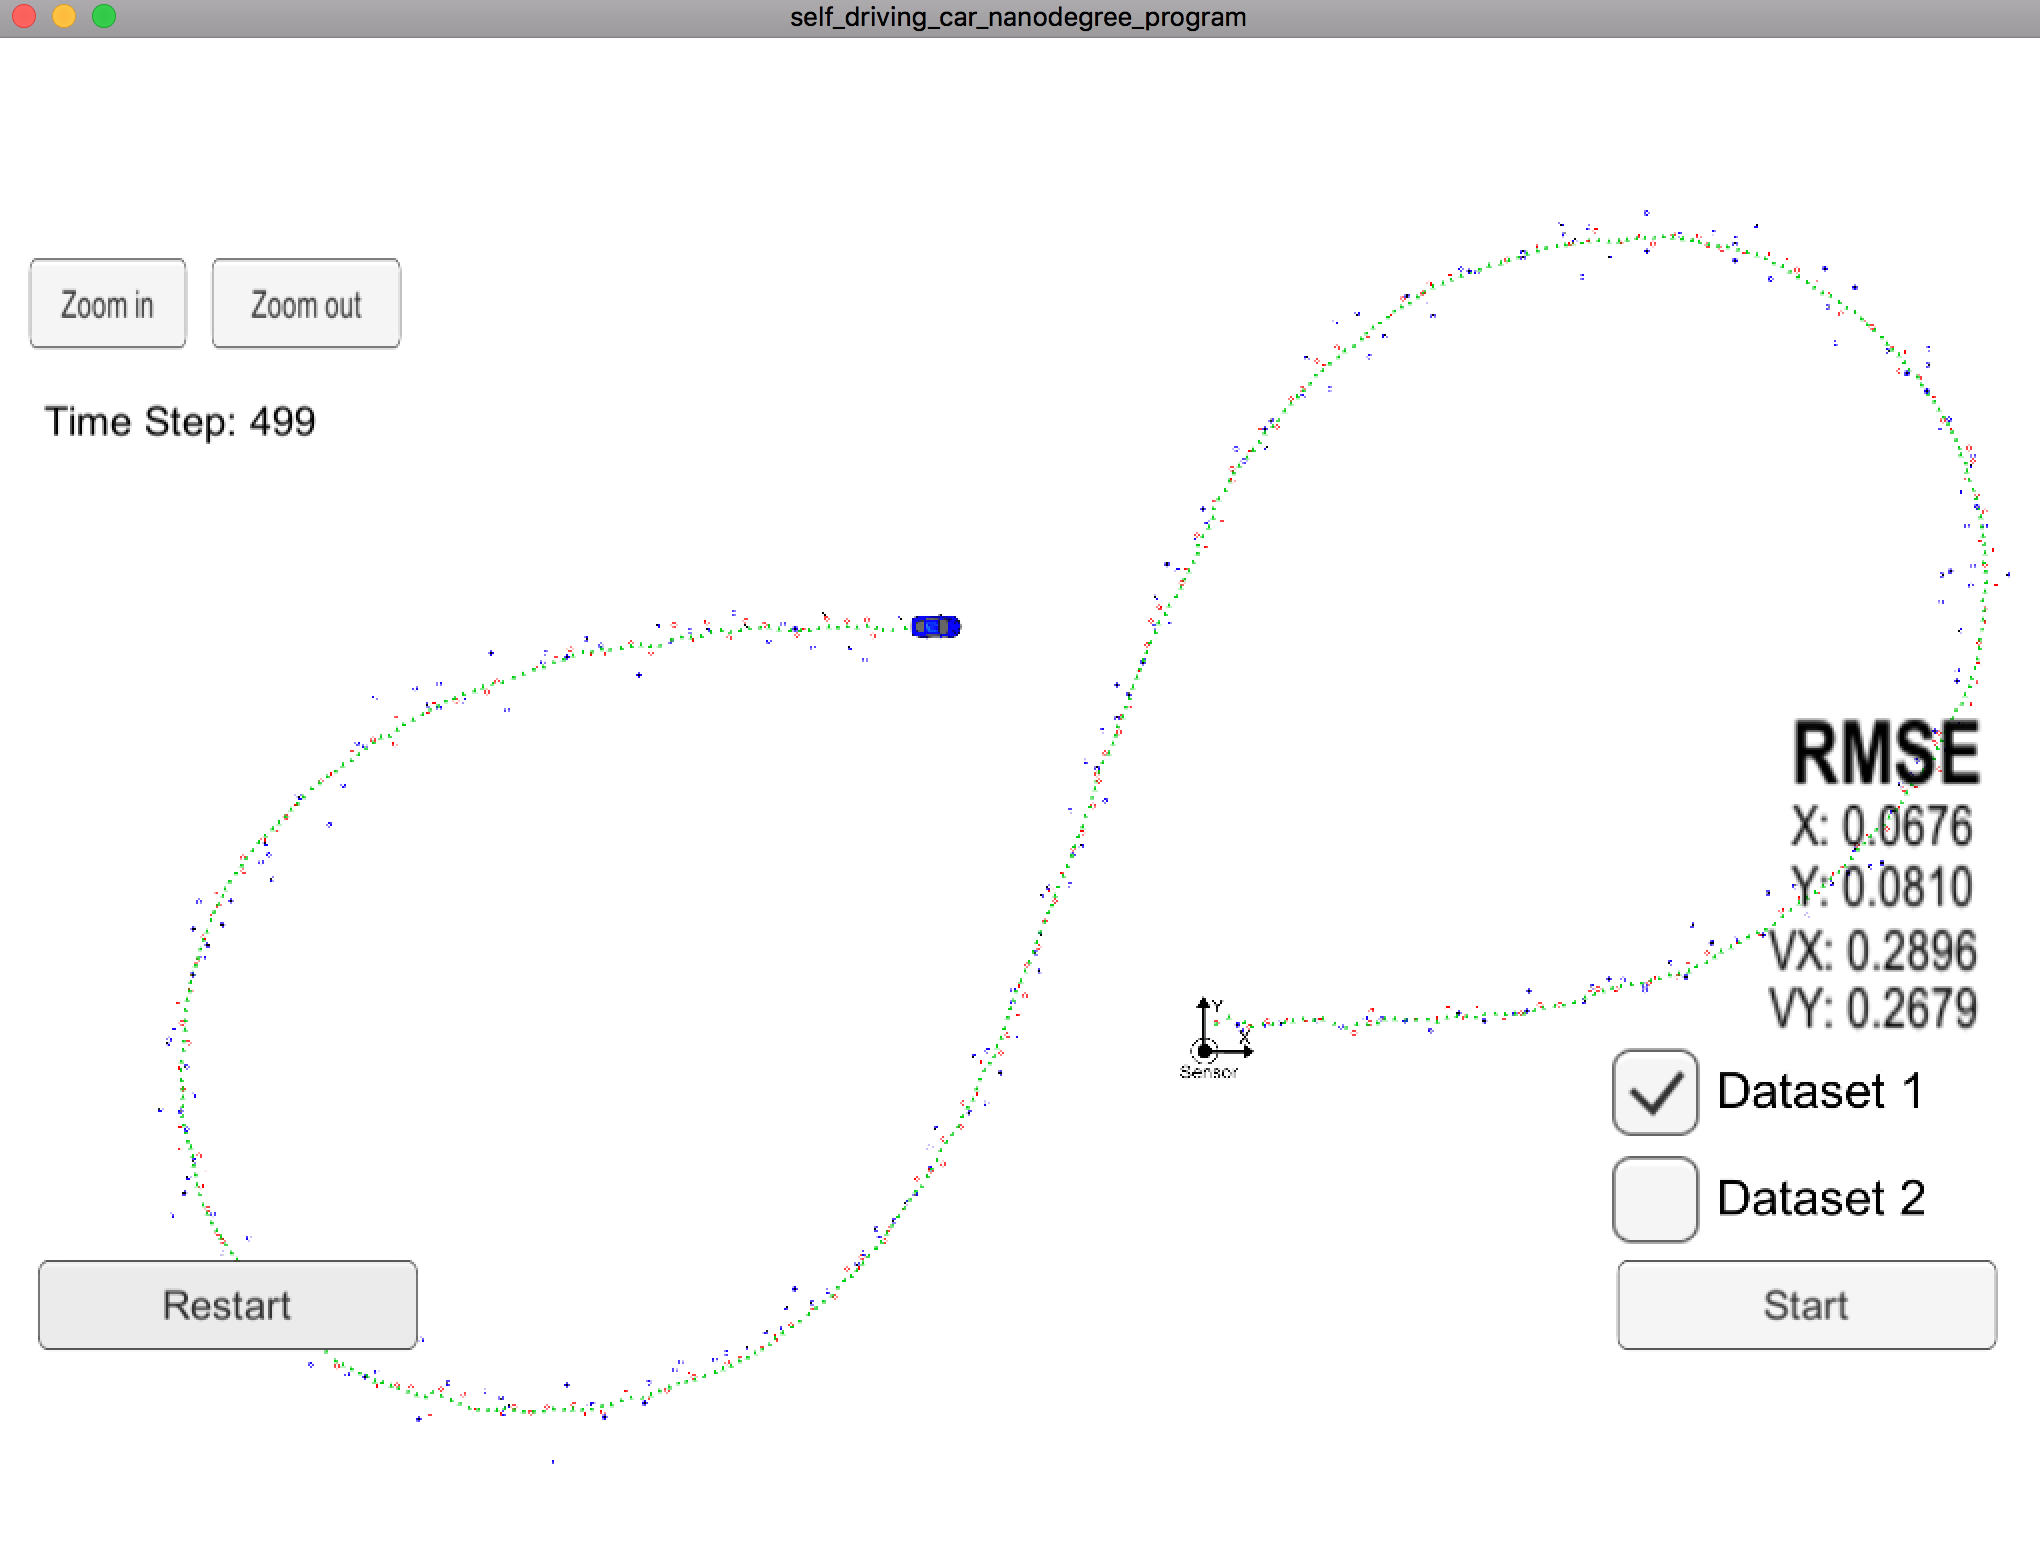 self_driving_car_nanodegree_program
Zoom in
Zoom out
Time Step: 499
RMSE
X: 0.0676
Y: 0.0810
VX: 0.2896
VY: 0.2679
Y
X
Sensor
Dataset 1
Dataset 2
Restart
Start